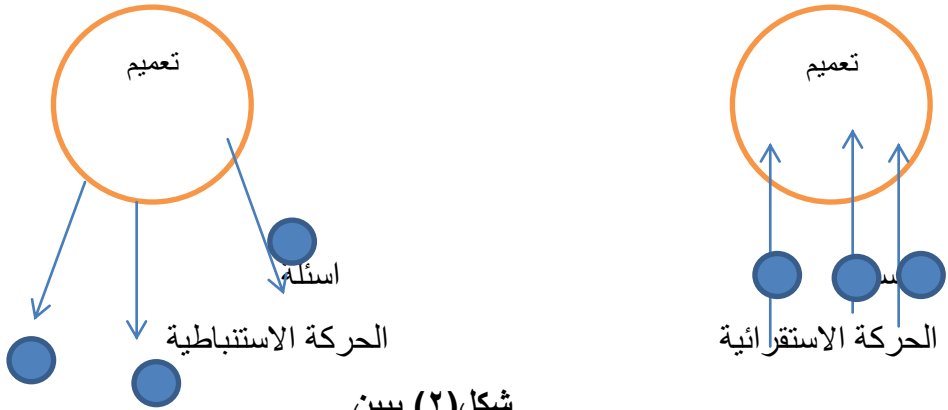 تعميم
تعميم
اسئلة
الحركة الاستقرائية
الحركة الاستنباطية
شكل(٢) يبين